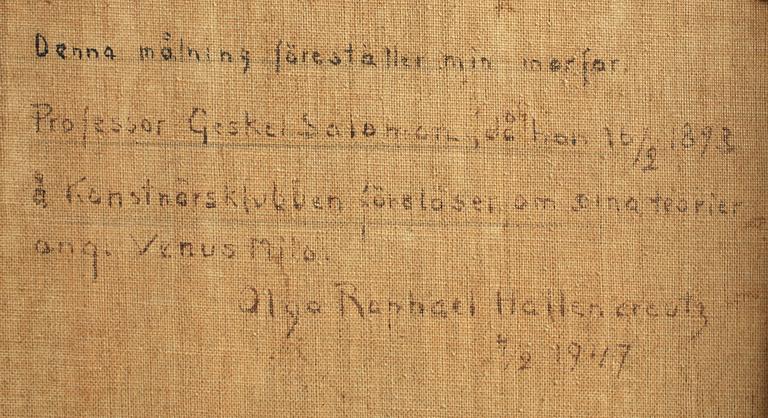 Denna målning föreställer min morfar
Professor Geskel Saloman, då han 16/2 1893
å Konstnärsklubben föreläser om sina teorier
ang. Venus Milo.
Olga Raphael Hallencreutz
4/2 1947